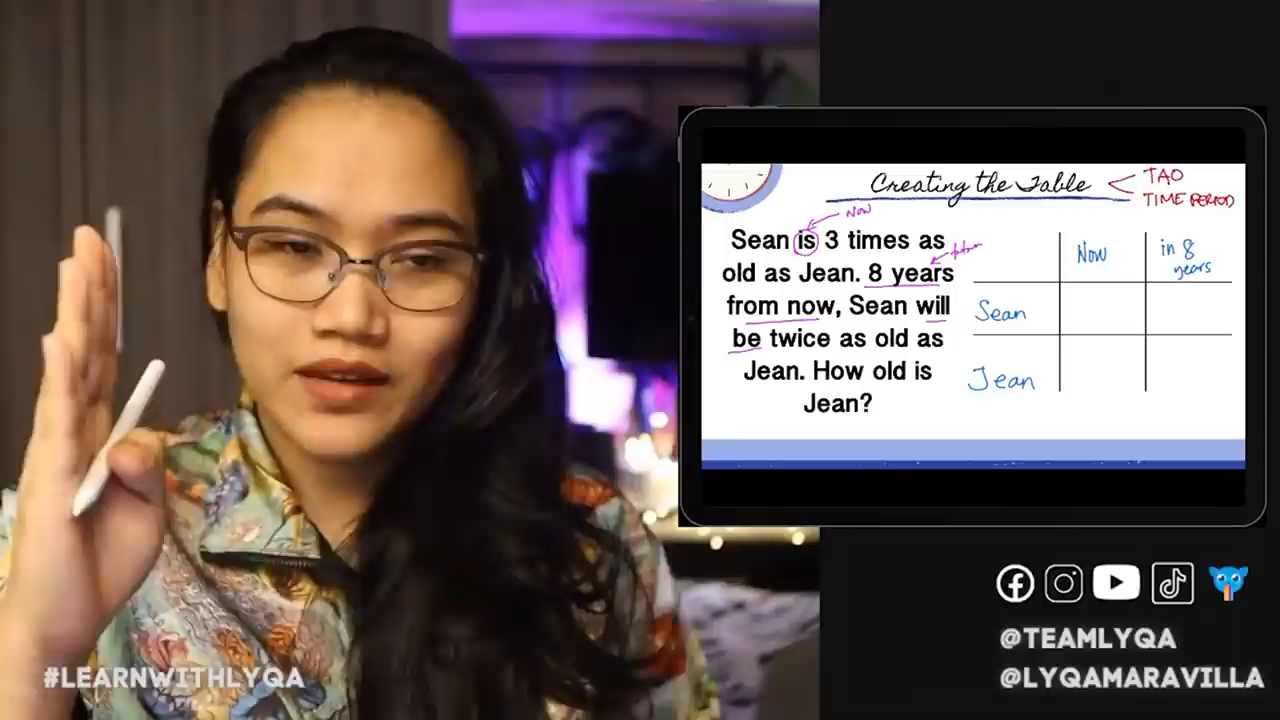 Creating the Table
TAO
TIME PERIOD
Now
Sean is 3 times as
old as Jean. 8 years
from now, Sean will
be twice as old as
Jean. How old is
Jean?
Now
in 8
years
Sean
Jean
#LEARNWITHLYQA
@TEAMLYQA
@LYQAMARAVILLA